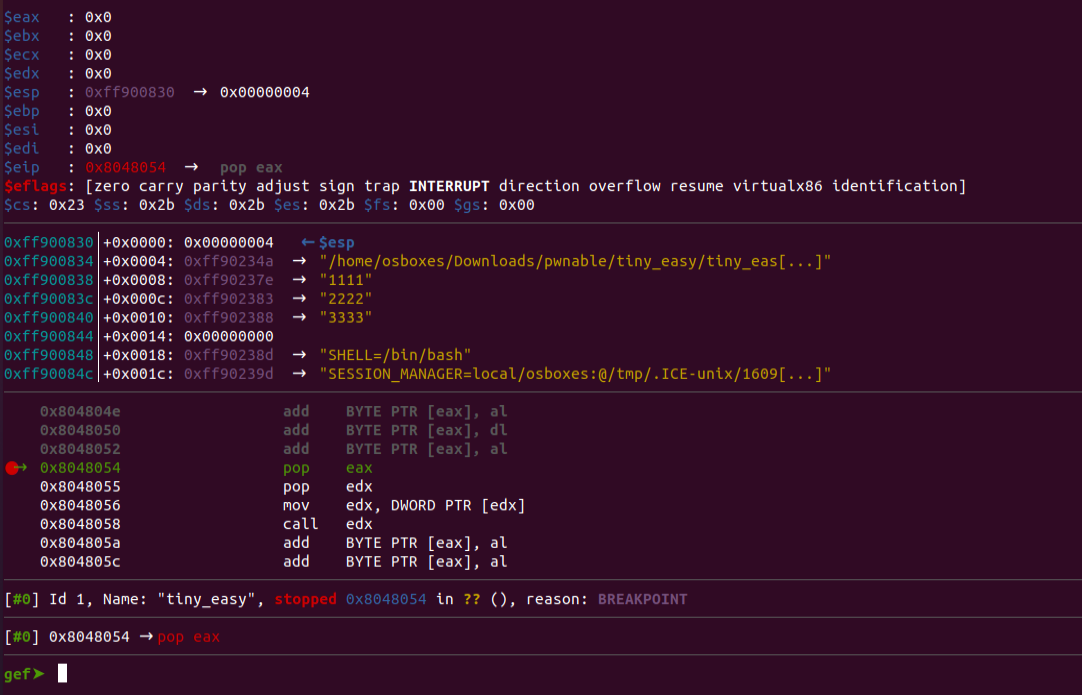 $eax   : 0x0
$ebx   : 0x0
$ecx   : 0x0
$edx   : 0x0
$esp   : 0xff900830  →  0x00000004
$ebp   : 0x0
$esi   : 0x0
$edi   : 0x0
$eip   : 0x8048054  →   pop eax
$eflags: [zero carry parity adjust sign trap INTERRUPT direction overflow resume virtualx86 identification]
$cs: 0x23 $ss: 0x2b $ds: 0x2b $es: 0x2b $fs: 0x00 $gs: 0x00
0xff900830│+0x0000: 0x00000004   ← $esp
0xff900834│+0x0004: 0xff90234a  →  "/home/osboxes/Downloads/pwnable/tiny_easy/tiny_eas[...]"
0xff900838│+0x0008: 0xff90237e  →  "1111"
0xff90083c│+0x000c: 0xff902383  →  "2222"
0xff900840│+0x0010: 0xff902388  →  "3333"
0xff900844│+0x0014: 0x00000000
0xff900848│+0x0018: 0xff90238d  →  "SHELL=/bin/bash"
0xff90084c│+0x001c: 0xff90239d  →  "SESSION_MANAGER=local/osboxes:@/tmp/.ICE-unix/1609[...]"
0x804804e                  add    BYTE PTR [eax], al
0x8048050                  add    BYTE PTR [eax], dl
0x8048052                  add    BYTE PTR [eax], al
●→ 0x8048054                  pop    eax
0x8048055                  pop    edx
0x8048056                  mov    edx, DWORD PTR [edx]
0x8048058                  call   edx
0x804805a                  add    BYTE PTR [eax], al
0x804805c                  add    BYTE PTR [eax], al
[#0] Id 1, Name: "tiny_easy", stopped 0x8048054 in ?? (), reason: BREAKPOINT
[#0] 0x8048054 → pop eax
gef➤